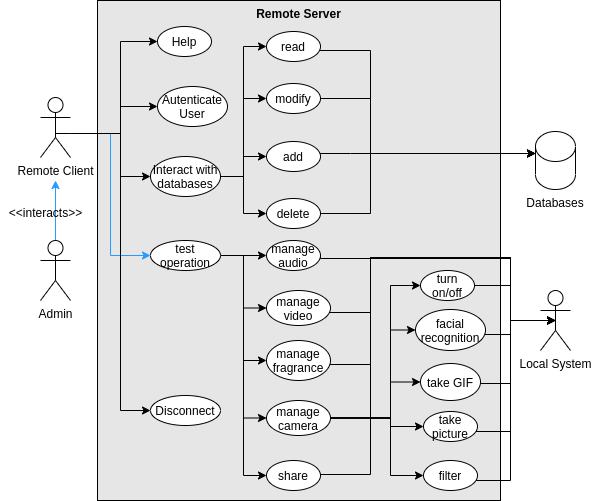 Remote Server
Help
Autenticate
User
Interact with
databases
test
operation
Disconnect
read
modify
add
delete
manage
audio
manage
video
manage
fragrance
manage
camera
share
turn
on/off
facial
recognition
take GIF
take
picture
filter
Remote Client
<<interacts>>
Admin
Databases
Local System